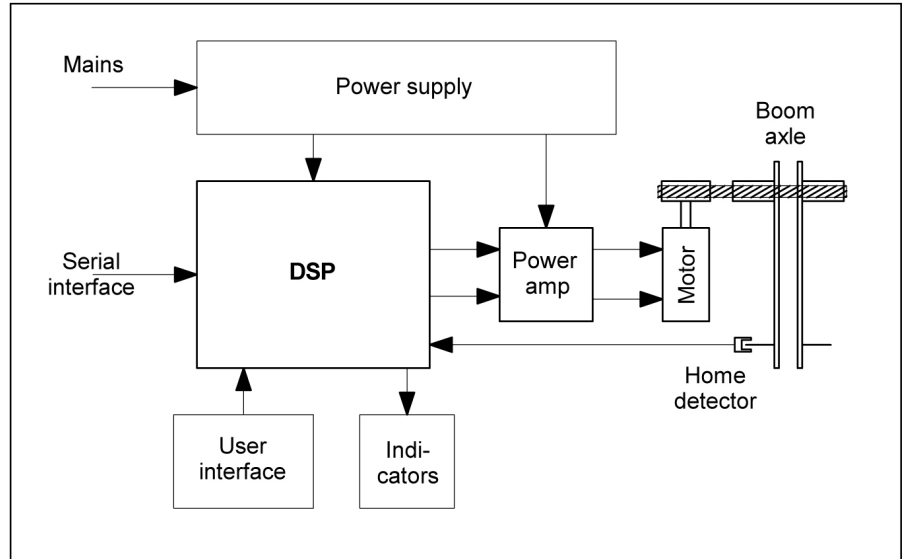 Mains
Power supply
Boom
axle
Serial
interface
DSP
Power
amp
Motor
Home
detector
User
interface
Indi-
cators